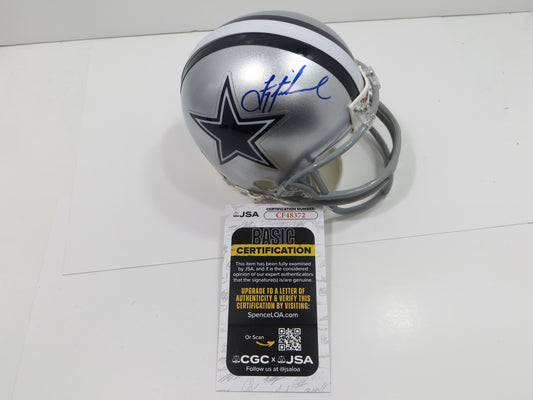 JSA
CERTIFICATION NUMBER
CF48372
BASIC
CERTIFICATION
This item has been fully examined
by JSA, and it is the considered
opinion of our expert authenticators
that the signature(s) is/are genuine.
UPGRADE TO A LETTER OF
AUTHENTICITY & VERIFY THIS
CERTIFICATION BY VISITING:
SpenceLOA.com
Or Scan
CGC x JSA
Follow us at @jsaloa